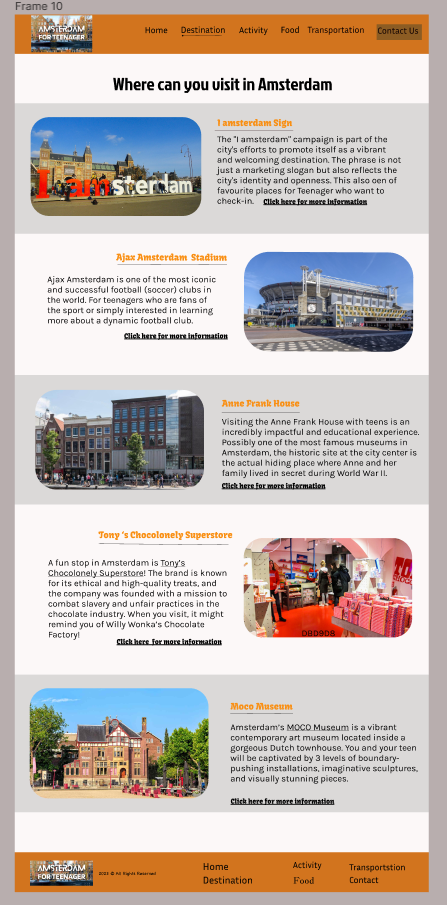 Frame 10
AMSTERDAM
FOR TEENAGER
Home Destination Activity Food Transportation Contact Us
Where can you visit in Amsterdam
I amsterdam Sign
The "I amsterdam" campaign is part of the
city's efforts to promote itself as a vibrant
and welcoming destination. The phrase is not
just a marketing slogan but also reflects the
city's identity and openness. This also oen of
favourite places for Teenager who want to
check-in. Click here for more information
I amsterdam
Ajax Amsterdam Stadium
Ajax Amsterdam is one of the most iconic
and successful football (soccer) clubs in
the world. For teenagers who are fans of
the sport or simply interested in learning
more about a dynamic football club.
Click here for more information
Anne Frank House
Visiting the Anne Frank House with teens is an
incredibly impactful and educational experience.
Possibly one of the most famous museums in
Amsterdam, the historic site at the city center is
the actual hiding place where Anne and her
family lived in secret during World War II.
Click here for more information
Tony 's Chocolonely Superstore
A fun stop in Amsterdam is Tony's
Chocolonely Superstore! The brand is known
for its ethical and high-quality treats, and
the company was founded with a mission to
combat slavery and unfair practices in the
chocolate industry. When you visit, it might
remind you of Willy Wonka's Chocolate
Factory!
Click here for more information
0B0908
Moco Museum
Amsterdam's MOCO Museum is a vibrant
contemporary art museum located inside a
gorgeous Dutch townhouse. You and your teen
will be captivated by 3 levels of boundary-
pushing installations, imaginative sculptures,
and visually stunning pieces.
Click here for more information
AMSTERDAM
FOR TEENAGER
2023 @ All Rights Reserved
Home Activity Transportstion
Destination Food Contact